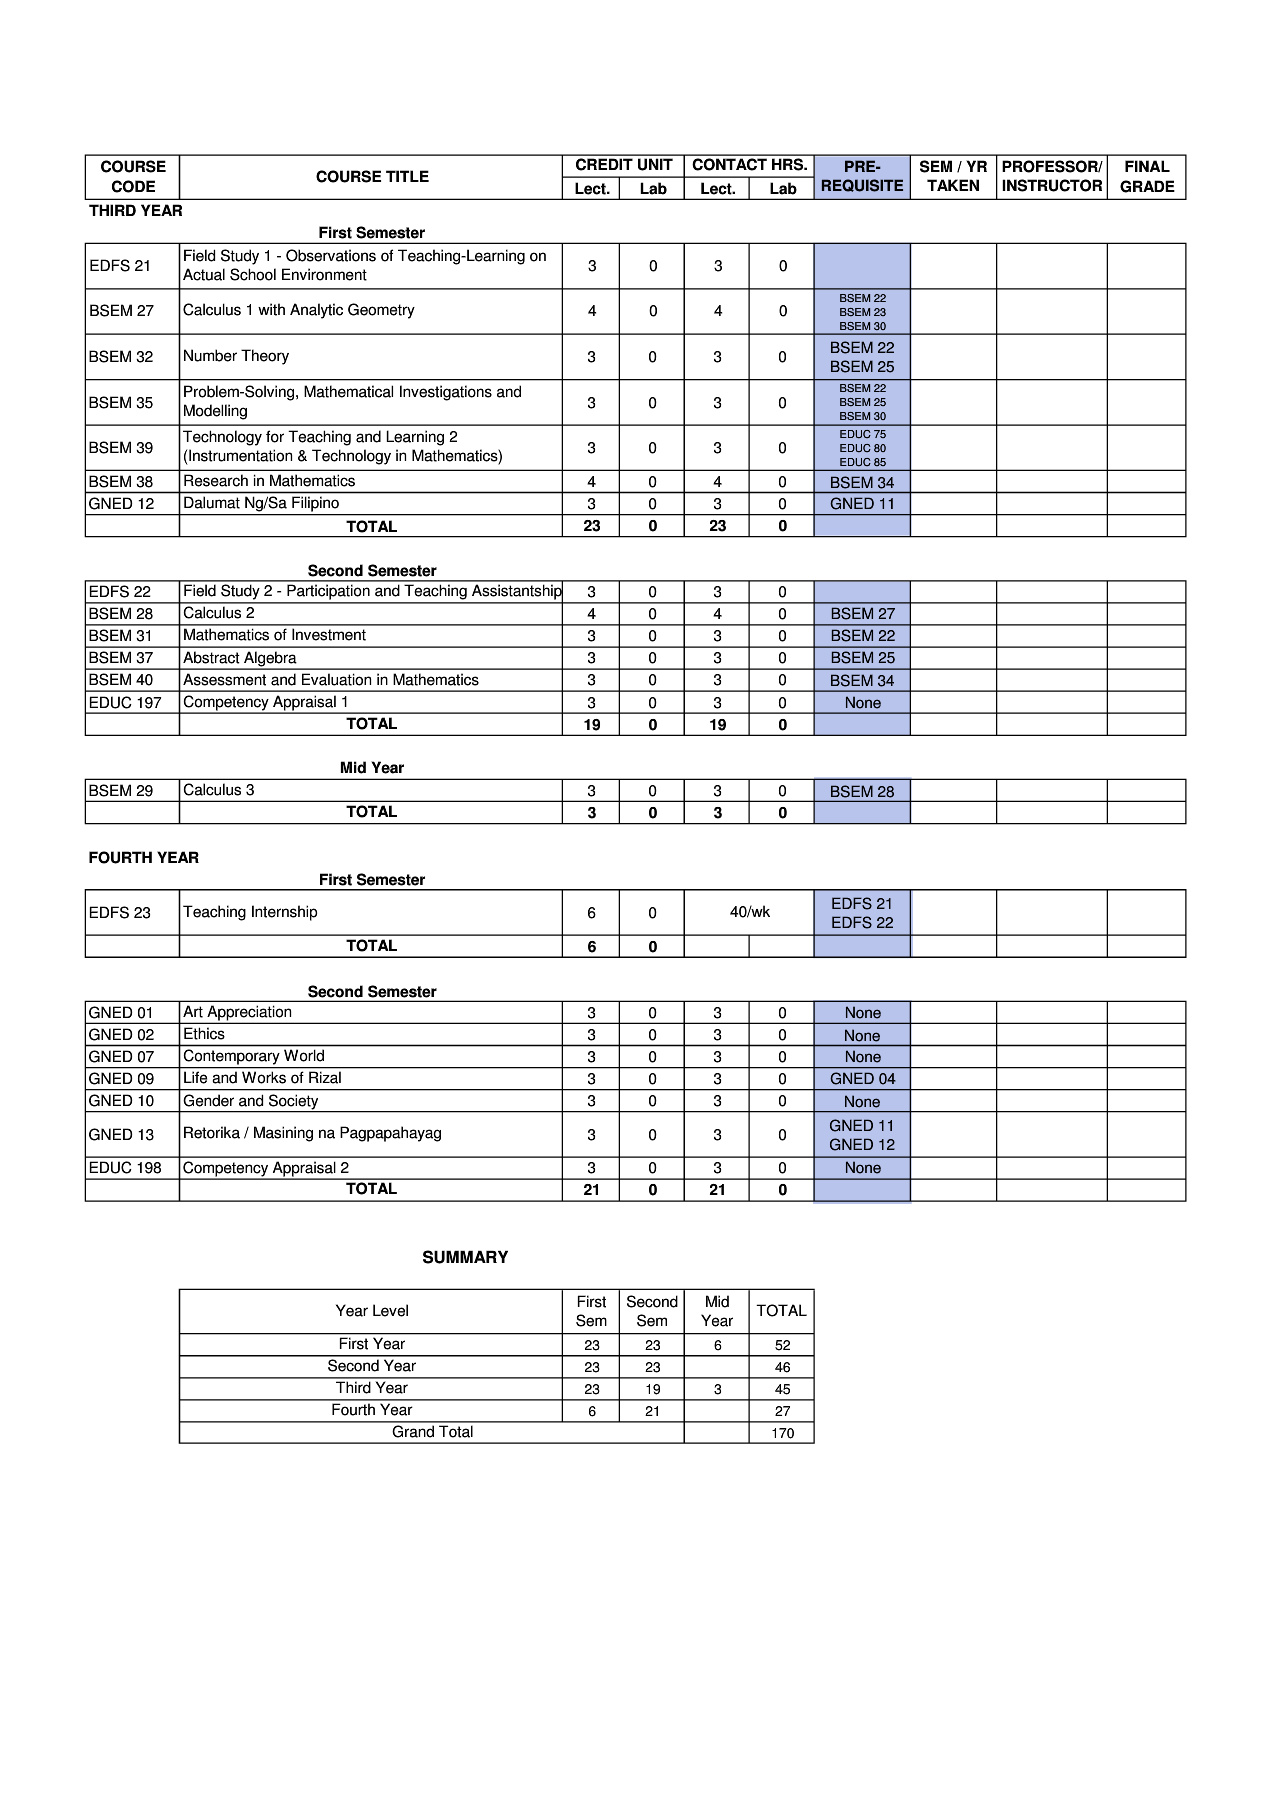 COURSE CODE COURSE TITLE CREDIT UNIT CONTACT HRS. PRE-REQUISITE SEM / YR TAKEN PROFESSOR/ INSTRUCTOR FINAL GRADE
Lect. Lab Lect. Lab
THIRD YEAR
First Semester
EDFS 21 Field Study 1 - Observations of Teaching-Learning on Actual School Environment 3 0 3 0
BSEM 27 Calculus 1 with Analytic Geometry 4 0 4 0 BSEM 22 BSEM 23 BSEM 30
BSEM 32 Number Theory 3 0 3 0 BSEM 22 BSEM 25
BSEM 35 Problem-Solving, Mathematical Investigations and Modelling 3 0 3 0 BSEM 22 BSEM 25 BSEM 30
BSEM 39 Technology for Teaching and Learning 2 (Instrumentation & Technology in Mathematics) 3 0 3 0 EDUC 75 EDUC 80 EDUC 85
BSEM 38 Research in Mathematics 4 0 4 0 BSEM 34
GNED 12 Dalumat Ng/Sa Filipino 3 0 3 0 GNED 11
TOTAL 23 0 23 0
Second Semester
EDFS 22 Field Study 2 - Participation and Teaching Assistantship 3 0 3 0
BSEM 28 Calculus 2 4 0 4 0 BSEM 27
BSEM 31 Mathematics of Investment 3 0 3 0 BSEM 22
BSEM 37 Abstract Algebra 3 0 3 0 BSEM 25
BSEM 40 Assessment and Evaluation in Mathematics 3 0 3 0 BSEM 34
EDUC 197 Competency Appraisal 1 3 0 3 0 None
TOTAL 19 0 19 0
Mid Year
BSEM 29 Calculus 3 3 0 3 0 BSEM 28
TOTAL 3 0 3 0
FOURTH YEAR
First Semester
EDFS 23 Teaching Internship 6 0 40/wk EDFS 21 EDFS 22
TOTAL 6 0
Second Semester
GNED 01 Art Appreciation 3 0 3 0 None
GNED 02 Ethics 3 0 3 0 None
GNED 07 Contemporary World 3 0 3 0 None
GNED 09 Life and Works of Rizal 3 0 3 0 GNED 04
GNED 10 Gender and Society 3 0 3 0 None
GNED 13 Retorika / Masining na Pagpapahayag 3 0 3 0 GNED 11 GNED 12
EDUC 198 Competency Appraisal 2 3 0 3 0 None
TOTAL 21 0 21 0
SUMMARY
Year Level First Sem Second Sem Mid Year TOTAL
First Year 23 23 6 52
Second Year 23 23 46
Third Year 23 19 3 45
Fourth Year 6 21 27
Grand Total 170